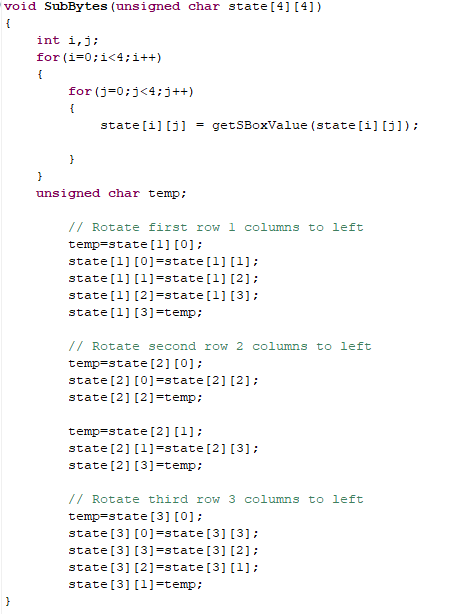 void SubBytes(unsigned char state[4][4])
{
    int i,j;
    for(i=0;i<4;i++)
    {
        for(j=0;j<4;j++)
        {
            state[i][j] = getSBoxValue(state[i][j]);

        }
    }
    unsigned char temp;

        // Rotate first row 1 columns to left
        temp=state[1][0];
        state[1][0]=state[1][1];
        state[1][1]=state[1][2];
        state[1][2]=state[1][3];
        state[1][3]=temp;

        // Rotate second row 2 columns to left
        temp=state[2][0];
        state[2][0]=state[2][2];
        state[2][2]=temp;

        temp=state[2][1];
        state[2][1]=state[2][3];
        state[2][3]=temp;

        // Rotate third row 3 columns to left
        temp=state[3][0];
        state[3][0]=state[3][3];
        state[3][3]=state[3][2];
        state[3][2]=state[3][1];
        state[3][1]=temp;
}